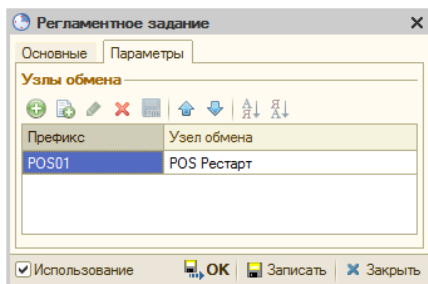 Регламентное задание
Основные Параметры
Узлы обмена
Префикс Узел обмена
POS01 POS Рестарт
Использование OK Записать Закрыть